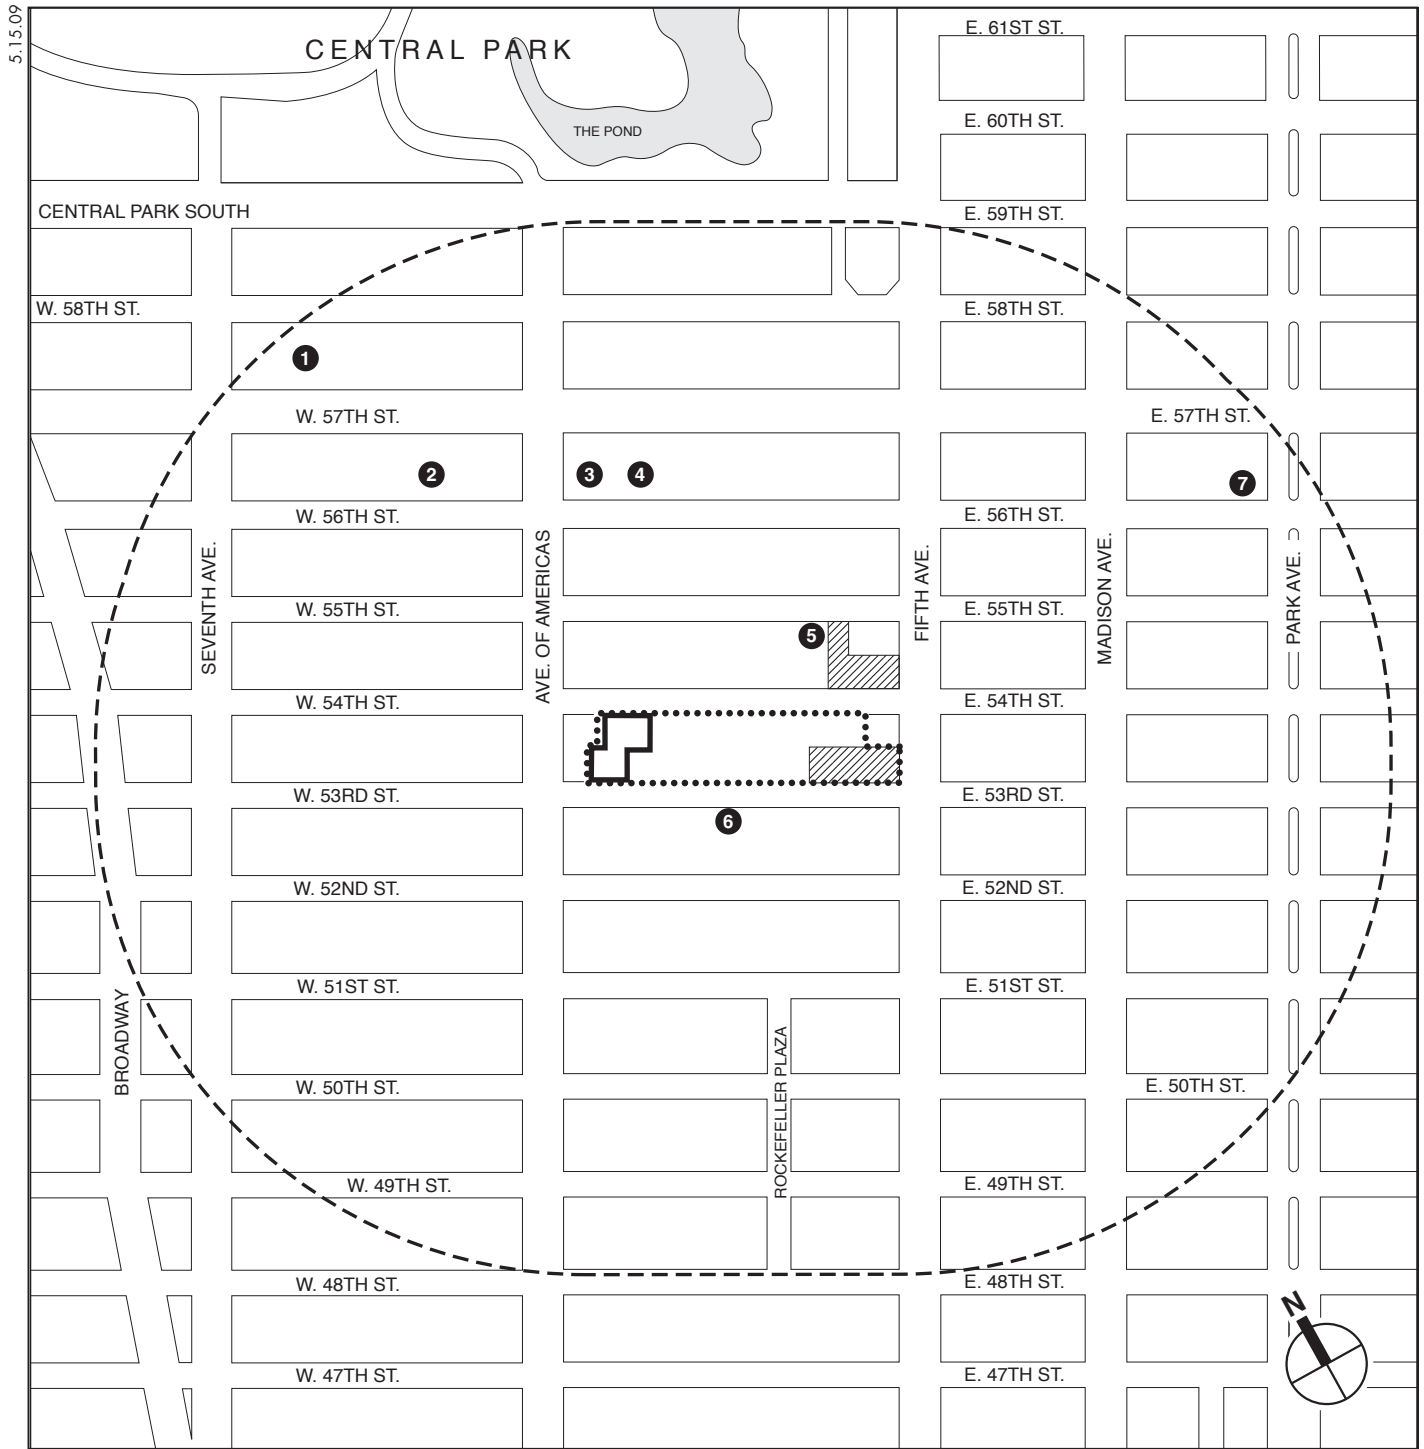 5.15.09
E. 61ST ST.
CENTRAL PARK
E. 60TH ST.
THE POND
CENTRAL PARK SOUTH
E. 59TH ST.
W. 58TH ST.
E. 58TH ST.
1
W. 57TH ST.
E. 57TH ST.
2
3
4
7
W. 56TH ST.
E. 56TH ST.
SEVENTH AVE.
AVE. OF AMERICAS
FIFTH AVE.
MADISON AVE.
PARK AVE.
W. 55TH ST.
E. 55TH ST.
5
W. 54TH ST.
E. 54TH ST.
W. 53RD ST.
E. 53RD ST.
6
W. 52ND ST.
E. 52ND ST.
W. 51ST ST.
E. 51ST ST.
BROADWAY
ROCKEFELLER PLAZA
W. 50TH ST.
E. 50TH ST.
W. 49TH ST.
E. 49TH ST.
W. 48TH ST.
E. 48TH ST.
N
W. 47TH ST.
E. 47TH ST.